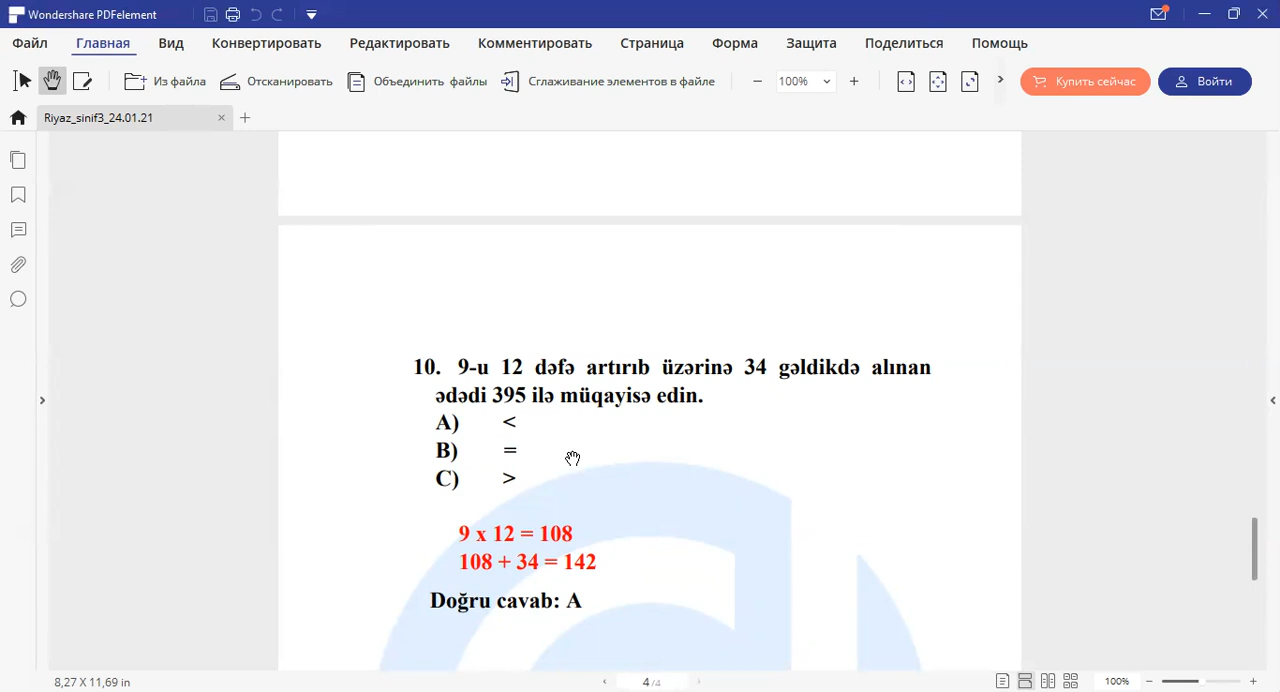 Wondershare PDFelement
Файл Главная Вид Конвертировать Редактировать Комментировать Страница Форма Защита Поделиться Помощь
Из файла Отсканировать Объединить файлы Сглаживание элементов в файле 100% Купить сейчас Войти
Riyaz_sinif3_24.01.21
10. 9-u 12 dəfə artırıb üzərinə 34 gəldikdə alınan
ədədi 395 ilə müqayisə edin.
A) <
B) =
C) >
9 x 12 = 108
108 + 34 = 142
Doğru cavab: A
8,27 X 11,69 in 4/4 100%